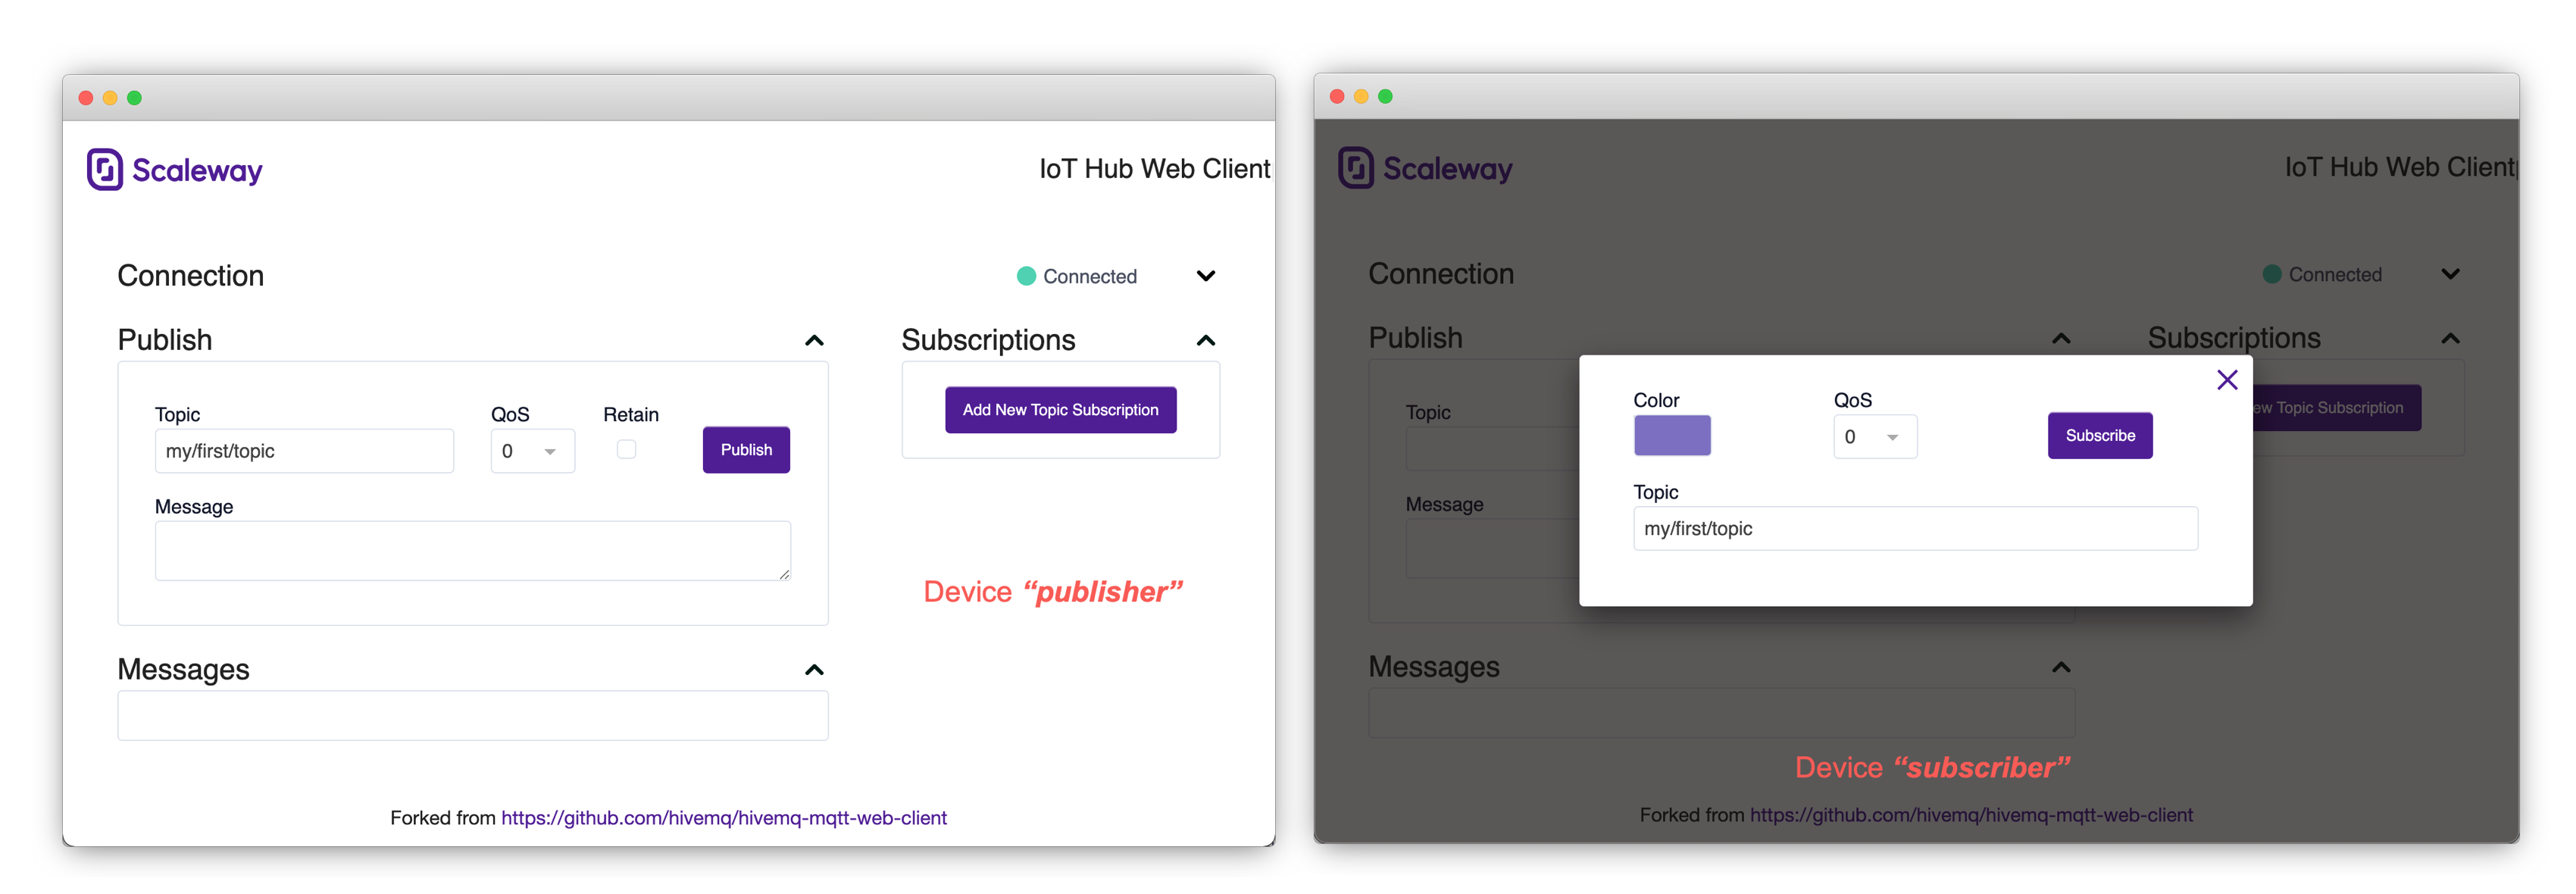 Scaleway
IoT Hub Web Client
Connection
Connected
Publish
Subscriptions
Topic
QoS
Retain
my/first/topic
0
Publish
Add New Topic Subscription
Message
Device “publisher”
Messages
Forked from https://github.com/hivemq/hivemq-mqtt-web-client
Scaleway
IoT Hub Web Client
Connection
Connected
Publish
Subscriptions
Topic
ew Topic Subscription
Message
Color
QoS
0
Subscribe
Topic
my/first/topic
Messages
Device “subscriber”
Forked from https://github.com/hivemq/hivemq-mqtt-web-client